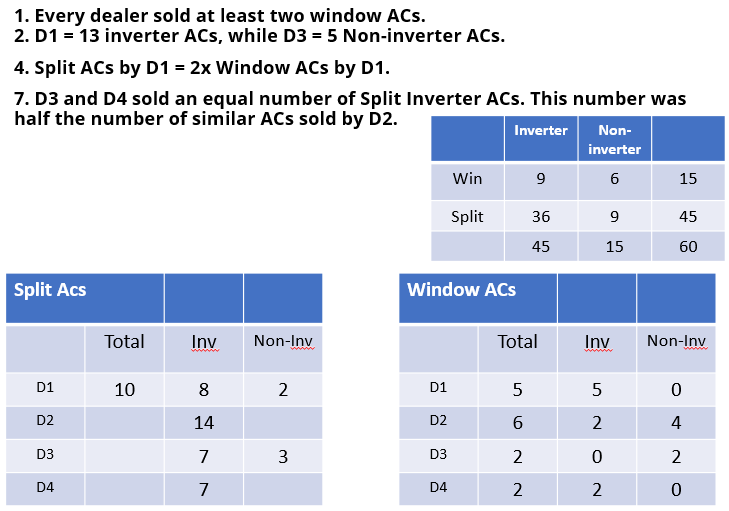 1. Every dealer sold at least two window ACs.
2. D1 = 13 inverter ACs, while D3 = 5 Non-inverter ACs.
4. Split ACs by D1 = 2x Window ACs by D1.
7. D3 and D4 sold an equal number of Split Inverter ACs. This number was
half the number of similar ACs sold by D2.
Inverter Non-
inverter
Win 9 6 15
Split 36 9 45
45 15 60
Split Acs
Total Inv Non-Inv
D1 10 8 2
D2 14
D3 7 3
D4 7
Window ACs
Total Inv Non-Inv
D1 5 5 0
D2 6 2 4
D3 2 0 2
D4 2 2 0